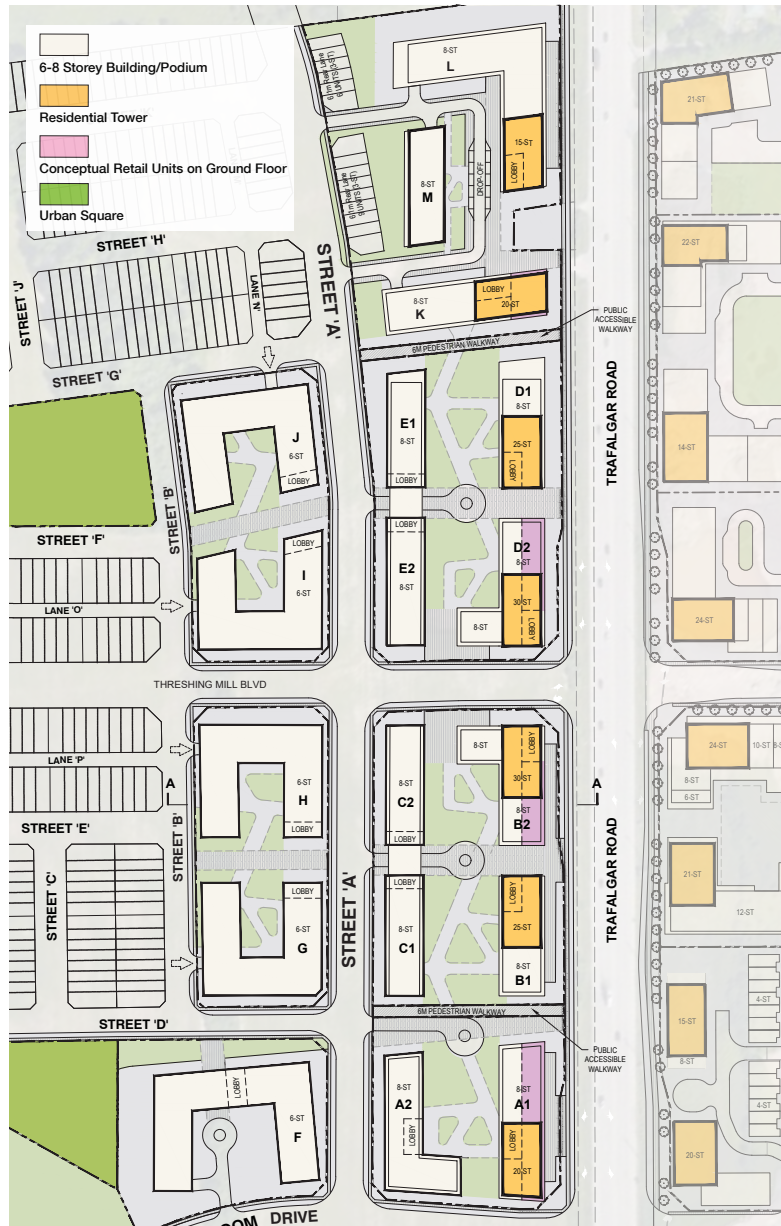 6-8 Storey Building/Podium
Residential Tower
Conceptual Retail Units on Ground Floor
Urban Square
8-ST
L
15-ST
LOBBY
8-ST
M
DROP-OFF
21-ST
22-ST
STREET 'H'
STREET 'J'
LANE 'N'
STREET 'A'
STREET 'G'
LOBBY
8-ST
20-ST
K
PUBLIC
ACCESSIBLE
WALKWAY
6M PEDESTRIAN WALKWAY
TRAFALGAR ROAD
D1
8-ST
E1
8-ST
25-ST
LOBBY
14-ST
J
6-ST
LOBBY
LOBBY
STREET 'B'
STREET 'F'
LOBBY
LOBBY
D2
8-ST
E2
8-ST
I
6-ST
30-ST
LOBBY
8-ST
LANE 'O'
24-ST
THRESHING MILL BLVD
LANE 'P'
8-ST
LOBBY
30-ST
24-ST
10-ST
8-S
8-ST
6-ST
A
A
6-ST
H
8-ST
C2
8-ST
B2
LOBBY
LOBBY
STREET 'E'
STREET 'B'
STREET 'C'
STREET 'A'
TRAFALGAR ROAD
LOBBY
LOBBY
LOBBY
25-ST
21-ST
12-ST
6-ST
G
8-ST
C1
8-ST
B1
6M PEDESTRIAN WALKWAY
STREET 'D'
PUBLIC
ACCESSIBLE
WALKWAY
15-ST
8-ST
4-ST
4-ST
LOBBY
6-ST
F
8-ST
A2
LOBBY
8-ST
A1
LOBBY
20-ST
20-ST
OOM DRIVE